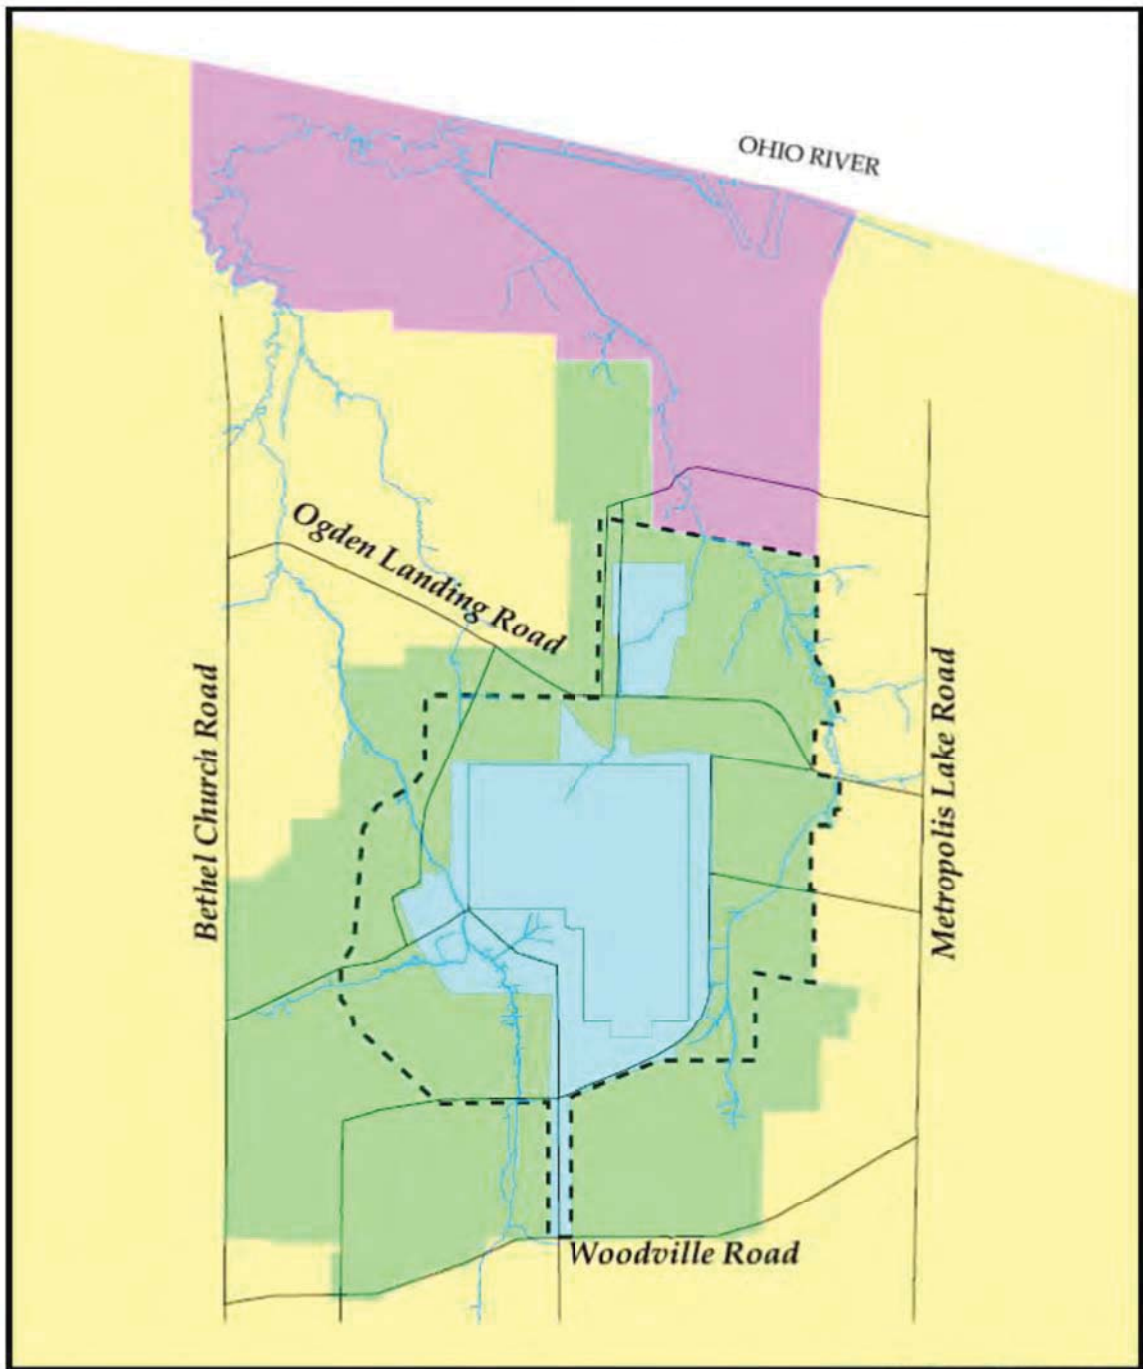 OHIO RIVER
Ogden Landing Road
Bethel Church Road
Metropolis Lake Road
Woodville Road